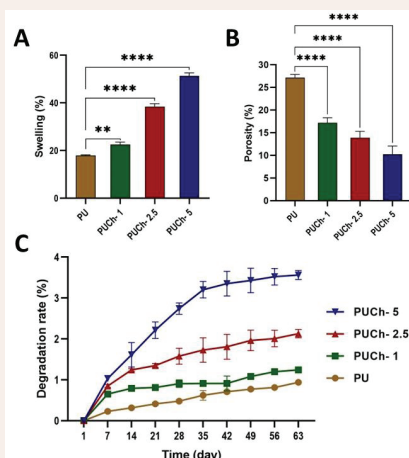 A
B
****
****
**
Swelling (%)
60
40
20
0
PU
PUCh- 1
PUCh- 2.5
PUCh- 5
****
****
****
Porosity (%)
30
25
20
15
10
5
0
PU
PUCh- 1
PUCh- 2.5
PUCh- 5
C
Degradation rate (%)
4
3
2
1
0
1 7 14 21 28 35 42 49 56 63
Time (day)
PUCh- 5
PUCh- 2.5
PUCh- 1
PU